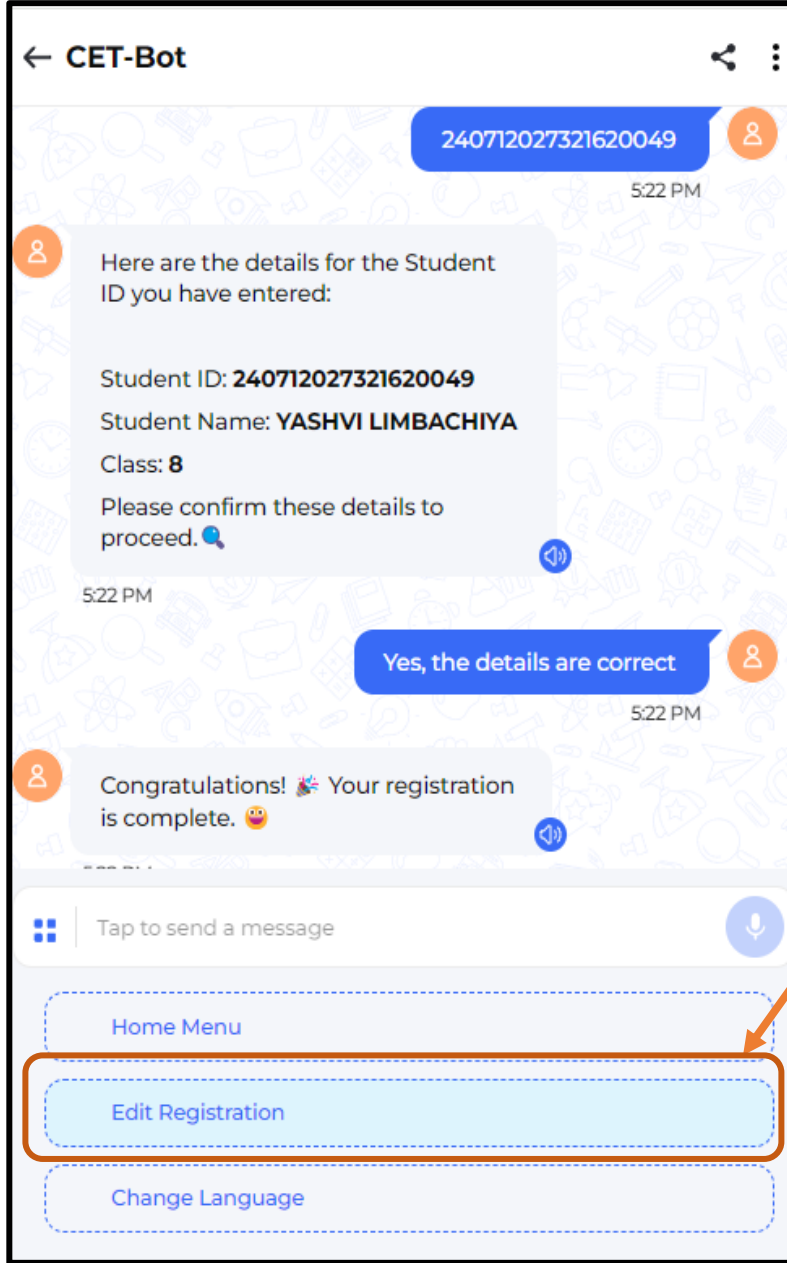 CET-Bot
240712027321620049
5:22 PM
Here are the details for the Student
ID you have entered:
Student ID: 240712027321620049
Student Name: YASHVI LIMBACHIYA
Class: 8
Please confirm these details to
proceed.
5:22 PM
Yes, the details are correct
5:22 PM
Congratulations! 🎉 Your registration
is complete. 😀
Tap to send a message
Home Menu
Edit Registration
Change Language